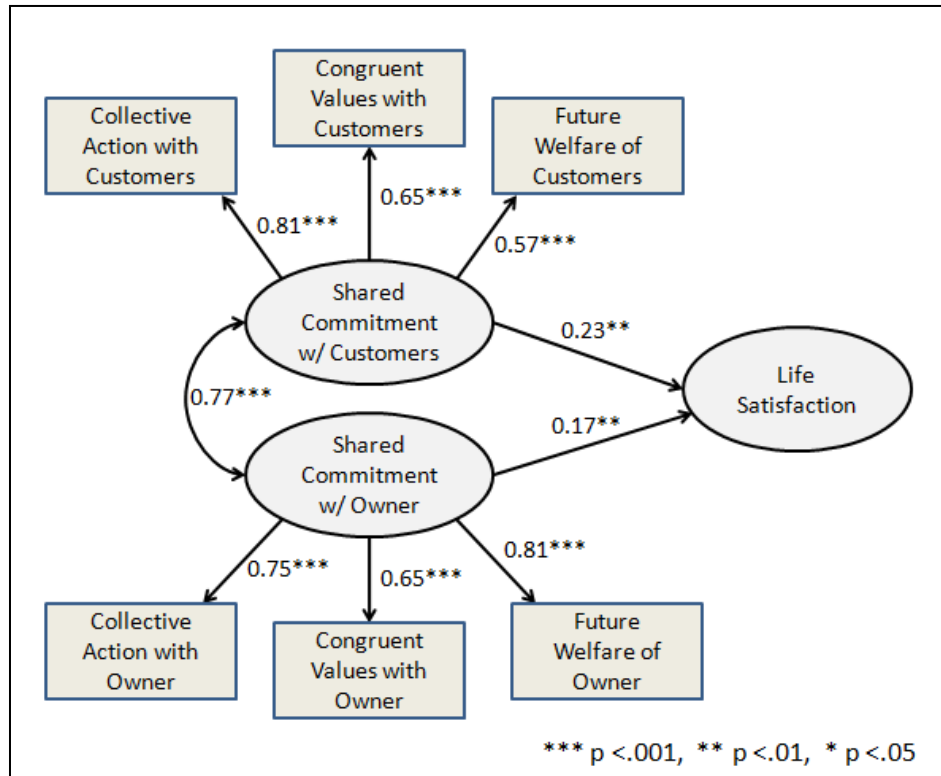 Collective
Action with
Customers
Congruent
Values with
Customers
Future
Welfare of
Customers
0.81***
0.65***
0.57***
Shared
Commitment
w/ Customers
0.23**
Life
Satisfaction
0.77***
0.17**
Shared
Commitment
w/ Owner
0.75***
0.65***
0.81***
Collective
Action with
Owner
Congruent
Values with
Owner
Future
Welfare of
Owner
*** p <.001, ** p <.01, * p <.05